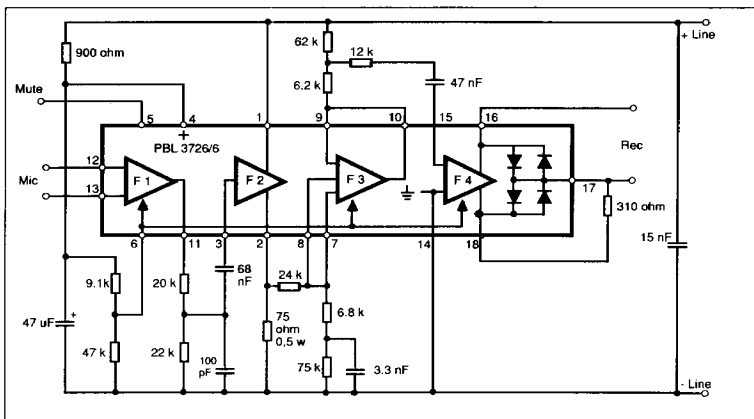 + Line
900 ohm
62 k
12 k
47 nF
6.2 k
Mute
5
4
1
9
10
15
16
+
PBL 3726/6
Rec
12
Mic
13
F 1
F 2
F 3
F 4
17
310 ohm
15 nF
6
11
3
2
8
7
14
18
9.1k
20 k
68
nF
24 k
6.8 k
47 uF
+
47 k
22 k
100
pF
75
ohm
0,5 w
75 k
3.3 nF
- Line